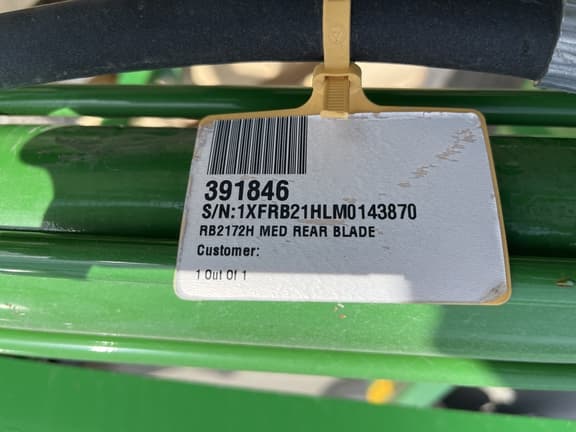 391846
S/N:1XFRB21HLM0143870
RB2172H MED REAR BLADE
Customer:
1 Out Of 1